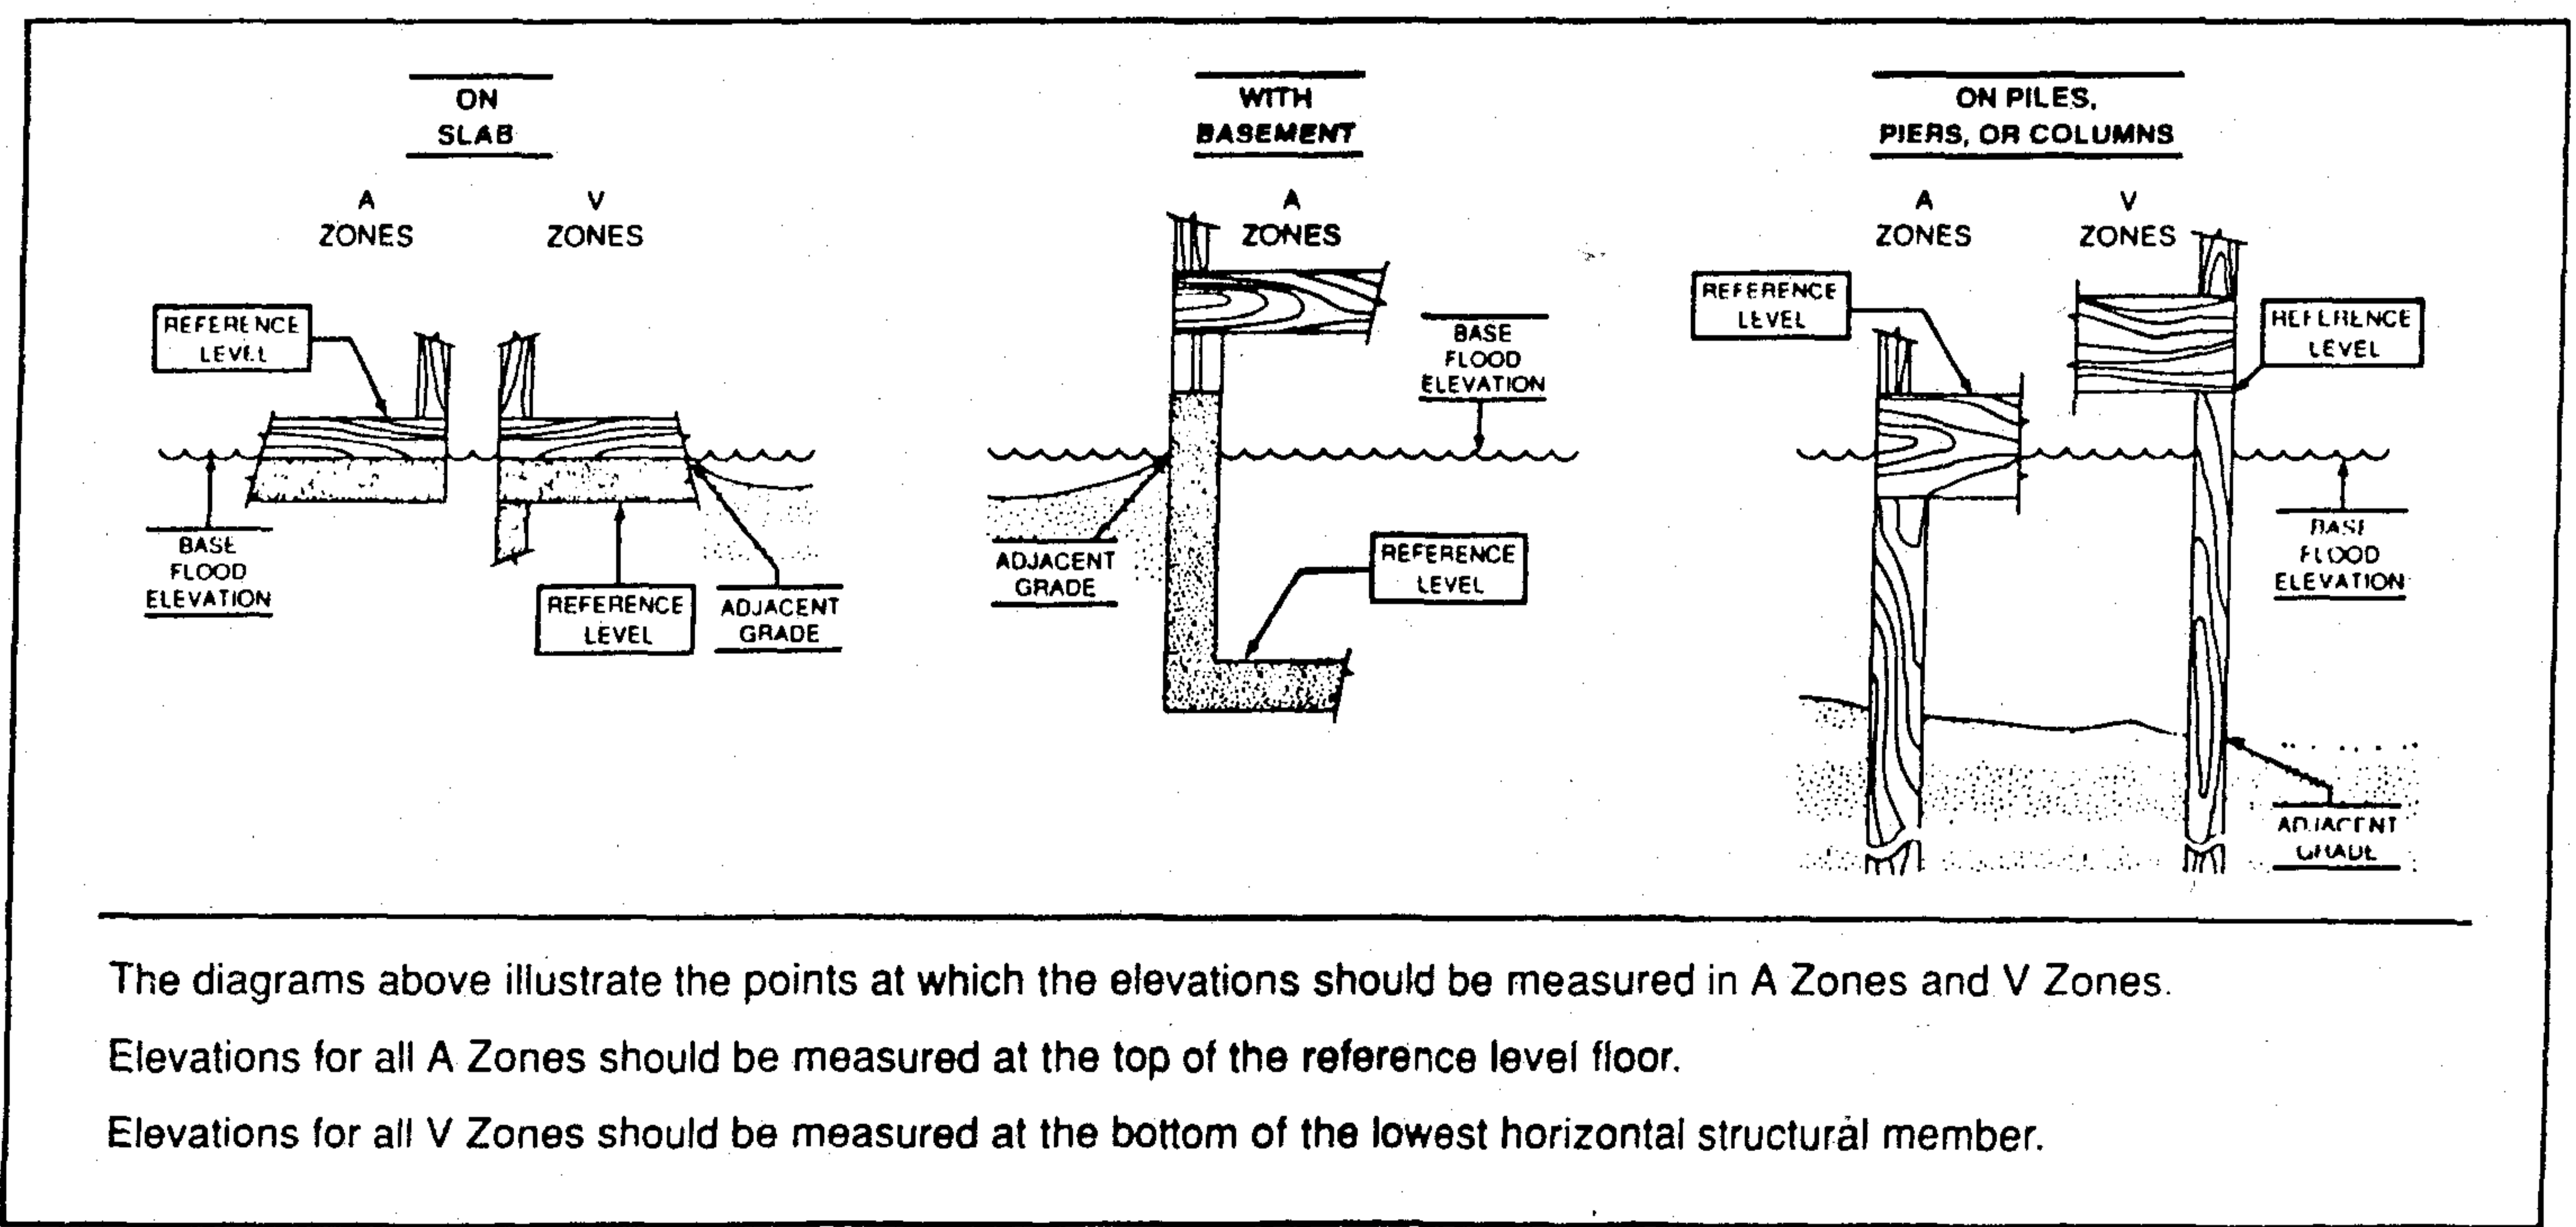 ON
SLAB
A
ZONES
V
ZONES
REFERENCE
LEVEL
BASE
FLOOD
ELEVATION
REFERENCE
LEVEL
ADJACENT
GRADE
WITH
BASEMENT
A
ZONES
BASE
FLOOD
ELEVATION
ADJACENT
GRADE
REFERENCE
LEVEL
ON PILES,
PIERS, OR COLUMNS
A
ZONES
V
ZONES
REFERENCE
LEVEL
REFERENCE
LEVEL
BASE
FLOOD
ELEVATION
ADJACENT
GRADE
The diagrams above illustrate the points at which the elevations should be measured in A Zones and V Zones.
Elevations for all A Zones should be measured at the top of the reference level floor.
Elevations for all V Zones should be measured at the bottom of the lowest horizontal structural member.